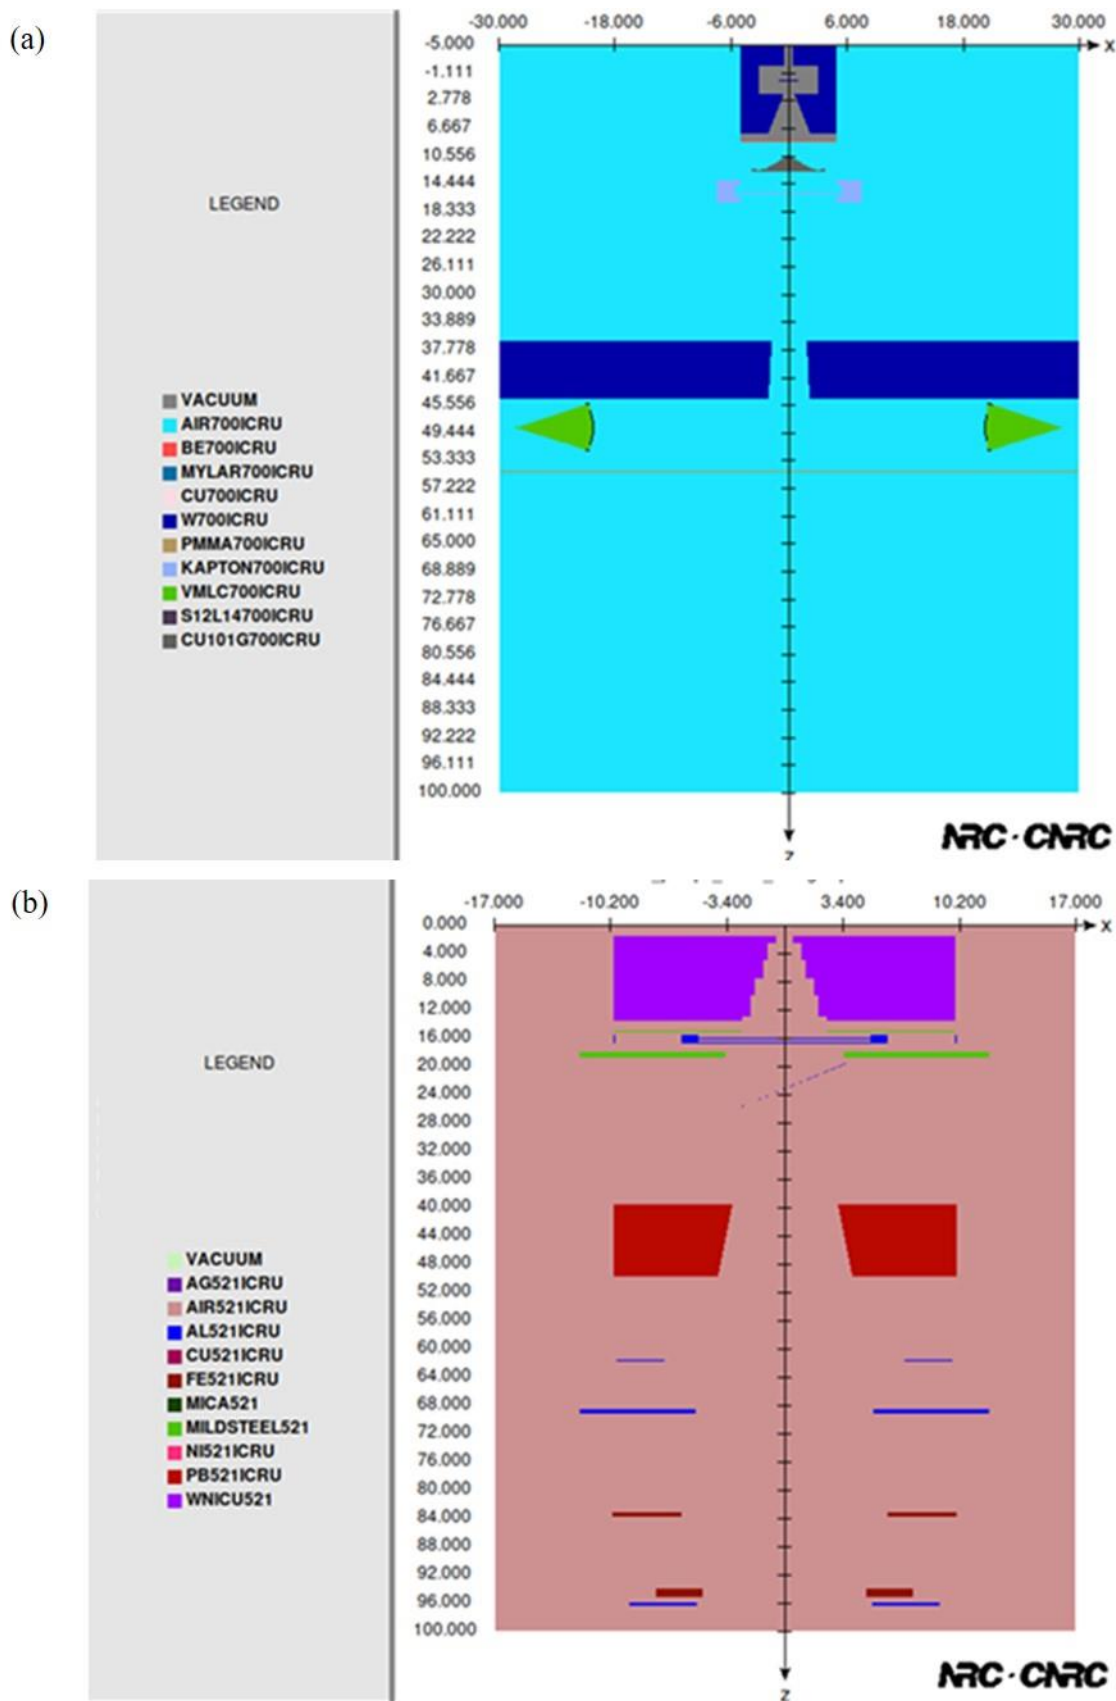 (a)
-30.000 -18.000 -6.000 6.000 18.000 30.000
-5.000
X
-1.111
2.778
6.667
10.556
14.444
18.333
22.222
26.111
30.000
33.889
37.778
41.667
45.556
49.444
53.333
57.222
61.111
65.000
68.889
72.778
76.667
80.556
84.444
88.333
92.222
96.111
100.000
Z
LEGEND
VACUUM
AIR700ICRU
BE700ICRU
MYLAR700ICRU
CU700ICRU
W700ICRU
PMMA700ICRU
KAPTON700ICRU
VMLC700ICRU
S12L14700ICRU
CU101G700ICRU
NRC·CNRC
(b)
-17.000 -10.200 -3.400 3.400 10.200 17.000
0.000
X
4.000
8.000
12.000
16.000
20.000
24.000
28.000
32.000
36.000
40.000
44.000
48.000
52.000
56.000
60.000
64.000
68.000
72.000
76.000
80.000
84.000
88.000
92.000
96.000
100.000
Z
LEGEND
VACUUM
AG521ICRU
AIR521ICRU
AL521ICRU
CU521ICRU
FE521ICRU
MICA521
MILDSTEEL521
NI521ICRU
PB521ICRU
WNICU521
NRC·CNRC